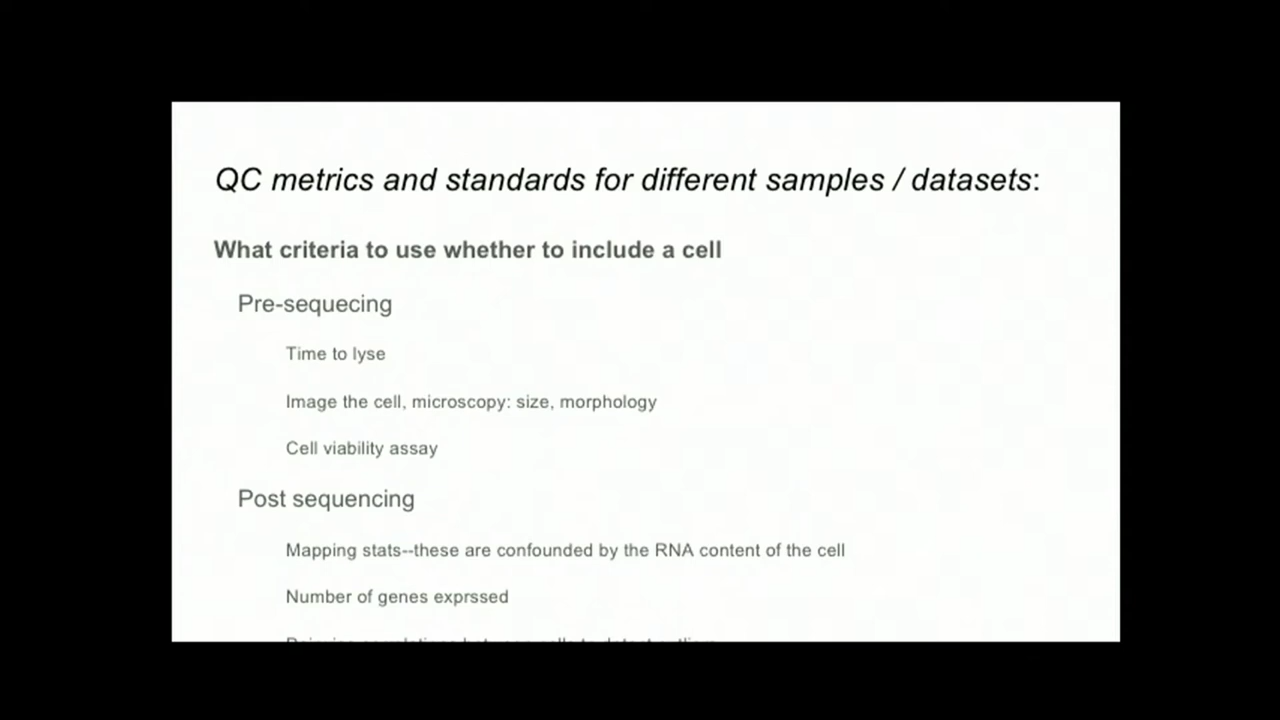 QC metrics and standards for different samples / datasets:
What criteria to use whether to include a cell
Pre-sequecing
Time to lyse
Image the cell, microscopy: size, morphology
Cell viability assay
Post sequencing
Mapping stats--these are confounded by the RNA content of the cell
Number of genes exprssed